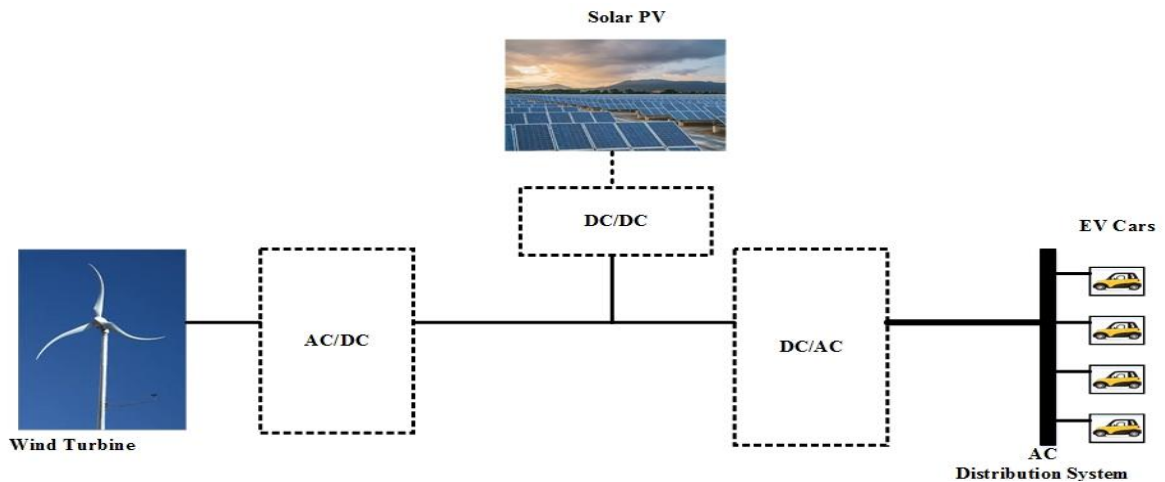 Solar PV
DC/DC
EV Cars
AC/DC
DC/AC
Wind Turbine
AC
Distribution System